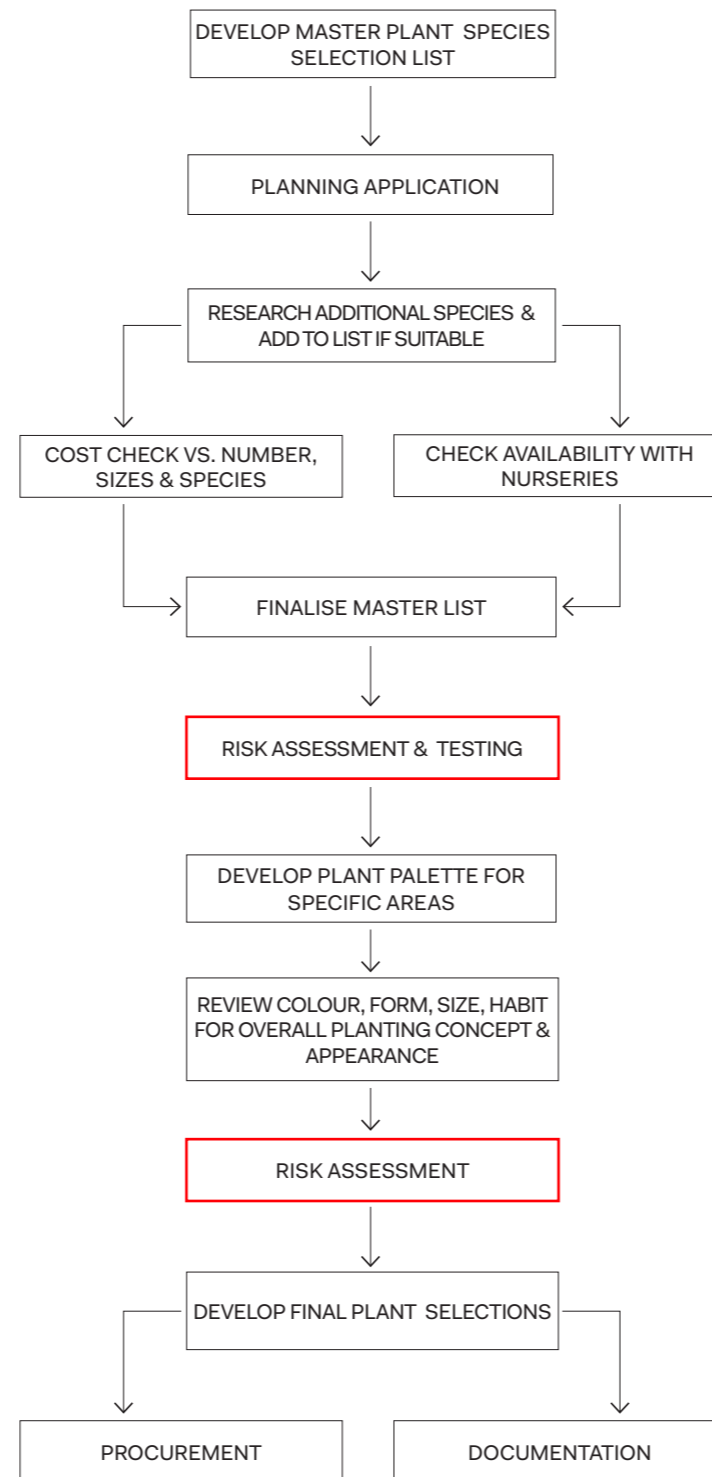 DEVELOP MASTER PLANT SPECIES
SELECTION LIST
PLANNING APPLICATION
RESEARCH ADDITIONAL SPECIES &
ADD TO LIST IF SUITABLE
COST CHECK VS. NUMBER,
SIZES & SPECIES
CHECK AVAILABILITY WITH
NURSERIES
FINALISE MASTER LIST
RISK ASSESSMENT & TESTING
DEVELOP PLANT PALETTE FOR
SPECIFIC AREAS
REVIEW COLOUR, FORM, SIZE, HABIT
FOR OVERALL PLANTING CONCEPT &
APPEARANCE
RISK ASSESSMENT
DEVELOP FINAL PLANT SELECTIONS
PROCUREMENT
DOCUMENTATION